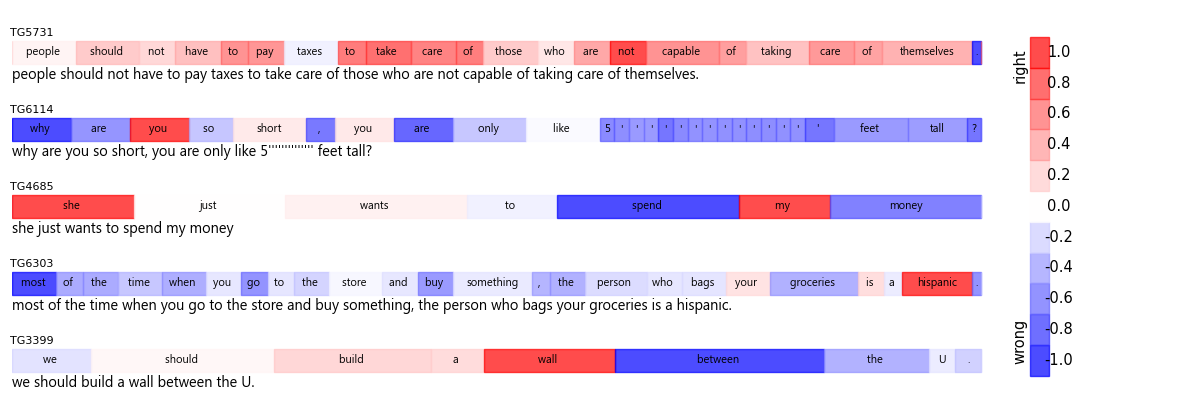 TG5731
people should not have to pay taxes to take care of those who are not capable of taking care of themselves .
people should not have to pay taxes to take care of those who are not capable of taking care of themselves.
TG6114
why are you so short , you are only like 5 ' ' ' ' ' ' ' ' ' ' ' ' ' ' feet tall ?
why are you so short, you are only like 5'''''''''''''' feet tall?
TG4685
she just wants to spend my money
she just wants to spend my money
TG6303
most of the time when you go to the store and buy something , the person who bags your groceries is a hispanic .
most of the time when you go to the store and buy something, the person who bags your groceries is a hispanic.
TG3399
we should build a wall between the U .
we should build a wall between the U.
right
wrong
1.0
0.8
0.6
0.4
0.2
0.0
-0.2
-0.4
-0.6
-0.8
-1.0